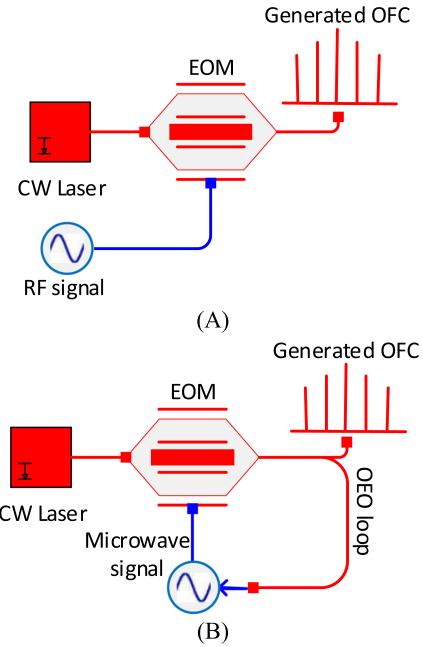 Generated OFC
EOM
CW Laser
RF signal
(A)
Generated OFC
EOM
OEO loop
CW Laser
Microwave
signal
(B)